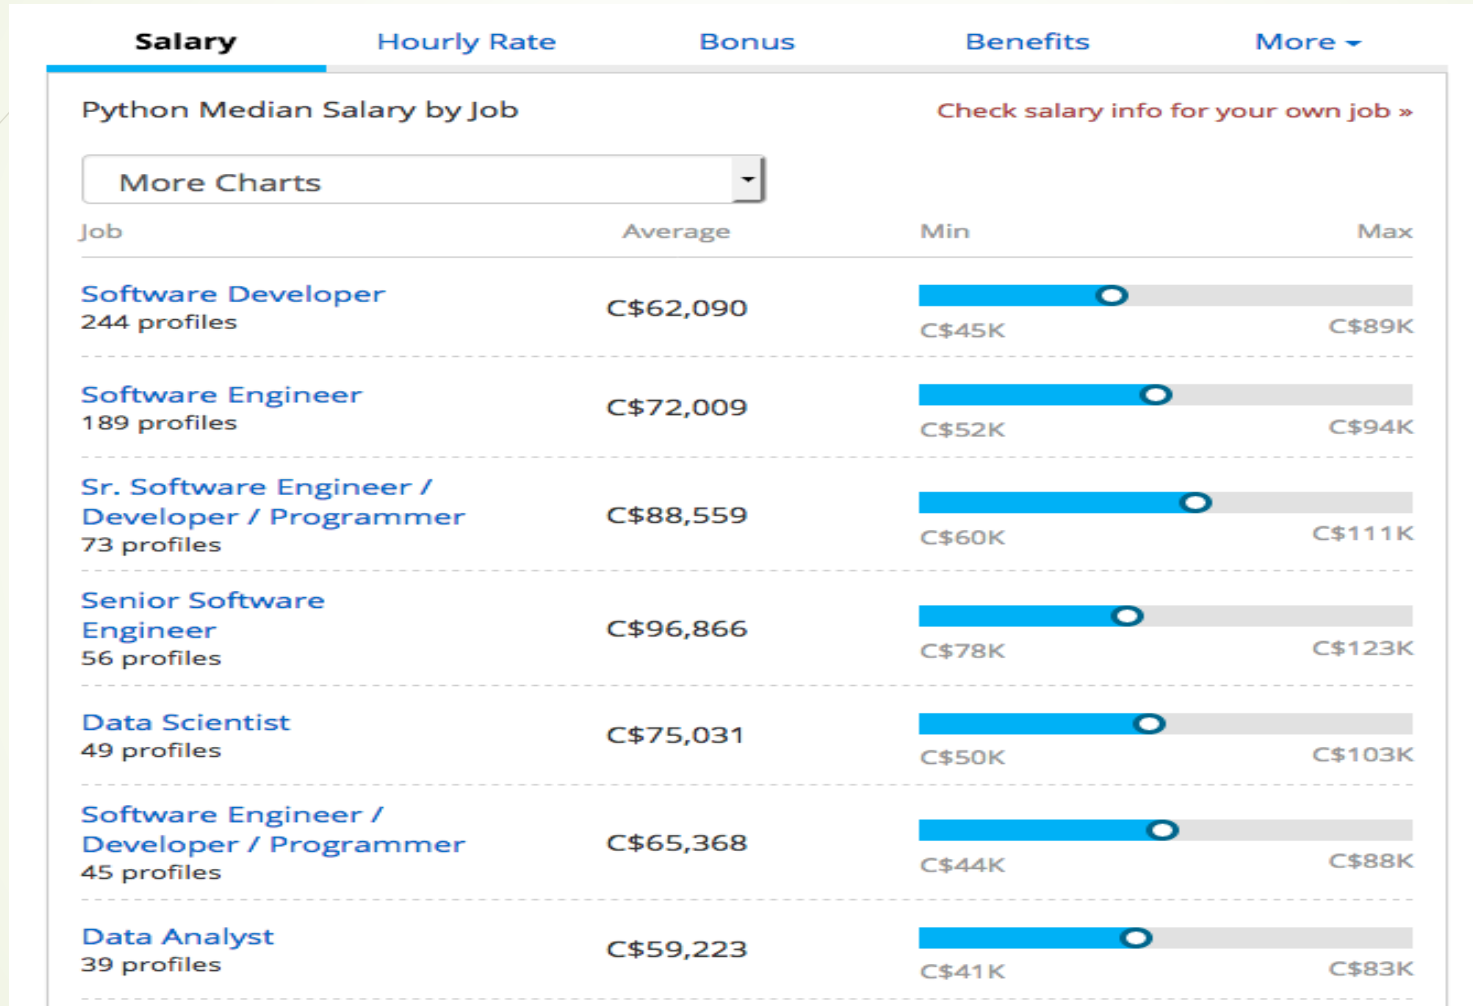 Salary Hourly Rate Bonus Benefits More
Python Median Salary by Job Check salary info for your own job »
More Charts
Job Average Min Max
Software Developer
244 profiles
C$62,090
C$45K C$89K
Software Engineer
189 profiles
C$72,009
C$52K C$94K
Sr. Software Engineer /
Developer / Programmer
73 profiles
C$88,559
C$60K C$111K
Senior Software
Engineer
56 profiles
C$96,866
C$78K C$123K
Data Scientist
49 profiles
C$75,031
C$50K C$103K
Software Engineer /
Developer / Programmer
45 profiles
C$65,368
C$44K C$88K
Data Analyst
39 profiles
C$59,223
C$41K C$83K